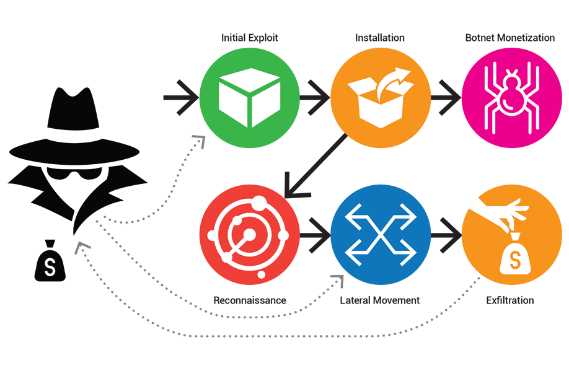 Initial Exploit
Installation
Botnet Monetization
$
$
Reconnaissance
Lateral Movement
Exfiltration